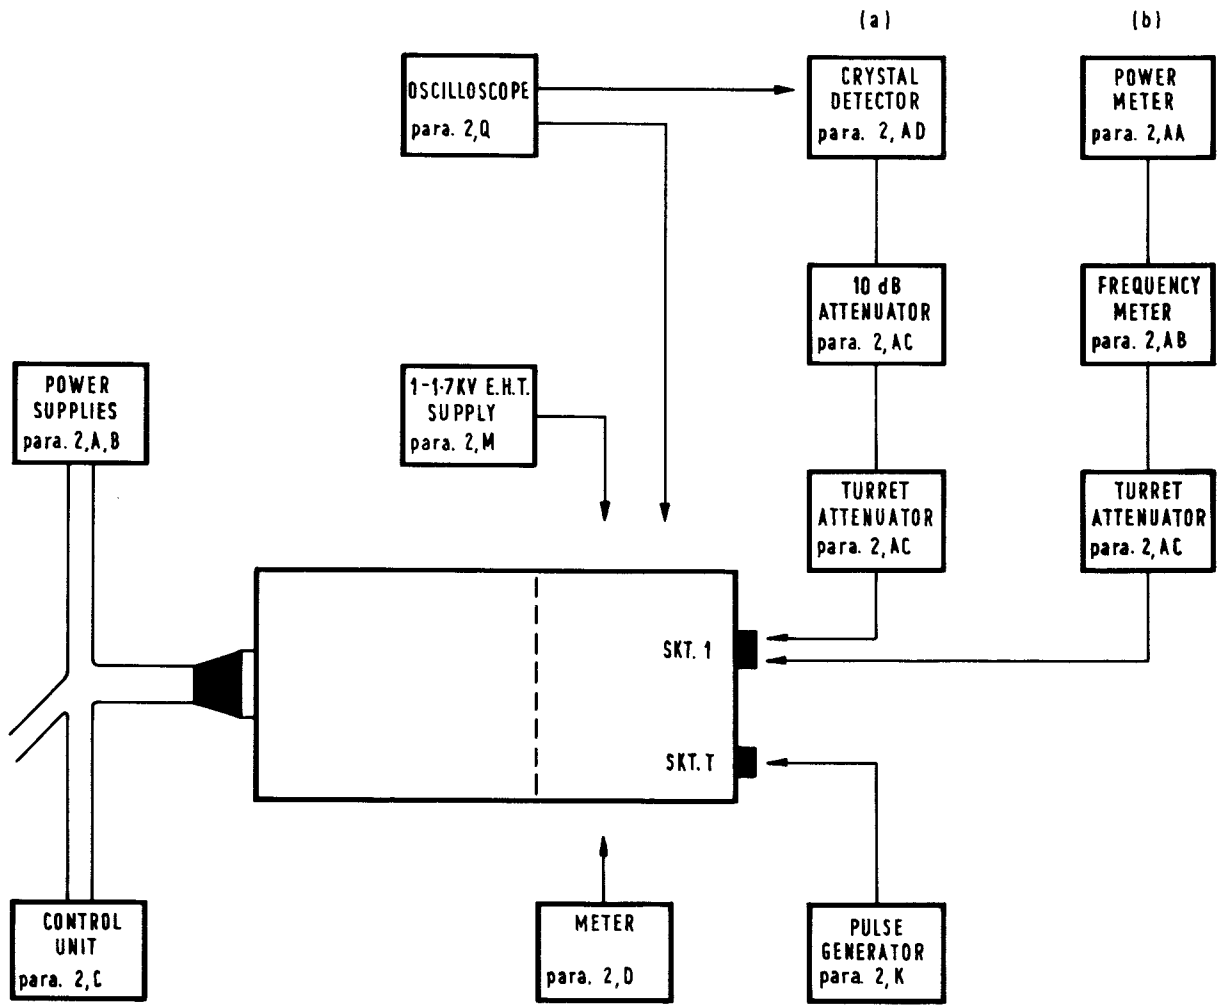 (a)
(b)
OSCILLOSCOPE
para. 2,Q
CRYSTAL
DETECTOR
para. 2, AD
POWER
METER
para. 2,AA
10 dB
ATTENUATOR
para. 2, AC
FREQUENCY
METER
para. 2,AB
POWER
SUPPLIES
para. 2,A,B
1-1·7KV E.H.T.
SUPPLY
para. 2,M
TURRET
ATTENUATOR
para. 2,AC
TURRET
ATTENUATOR
para. 2,AC
SKT. 1
SKT. T
CONTROL
UNIT
para. 2,C
METER
para. 2,D
PULSE
GENERATOR
para. 2,K